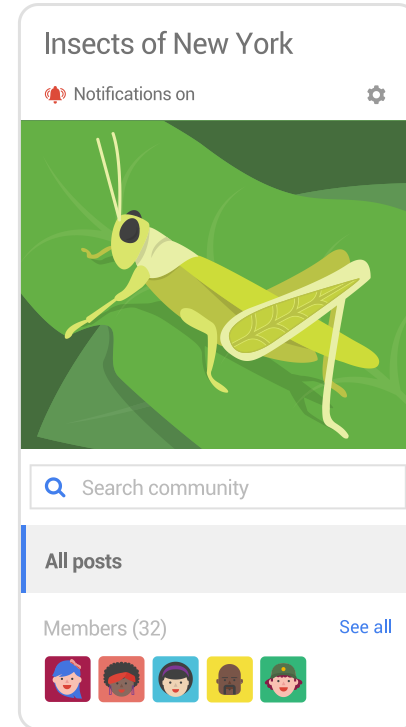 Insects of New York
Notifications on
Search community
All posts
Members (32)
See all